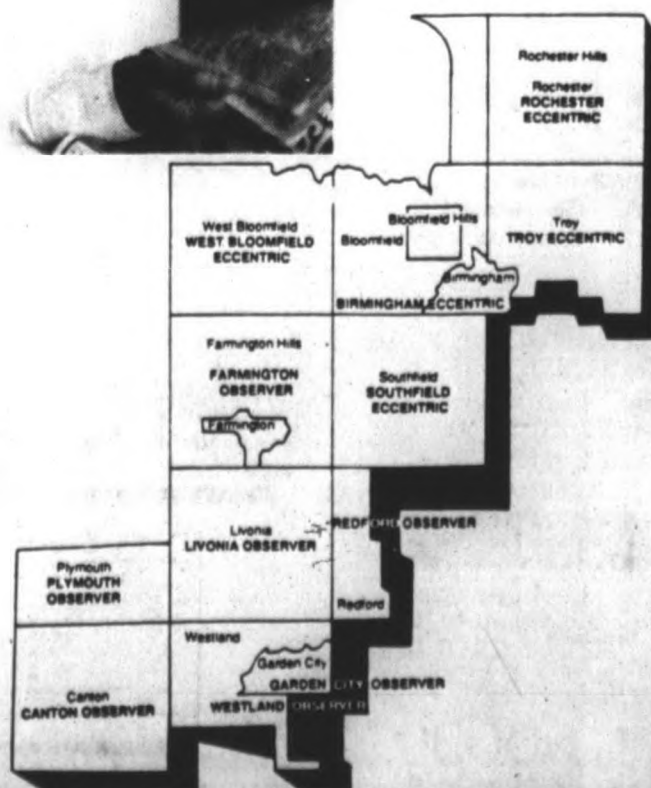 Rochester Hills
Rochester
ROCHESTER
ECCENTRIC
West Bloomfield
WEST BLOOMFIELD
ECCENTRIC
Bloomfield Hills
Bloomfield
Birmingham
BIRMINGHAM ECCENTRIC
Troy
TROY ECCENTRIC
Farmington Hills
FARMINGTON
OBSERVER
Farmington
Southfield
SOUTHFIELD
ECCENTRIC
Livonia
LIVONIA OBSERVER
REDFORD OBSERVER
Redford
Plymouth
PLYMOUTH
OBSERVER
Westland
Garden City
GARDEN CITY OBSERVER
WESTLAND OBSERVER
Canton
CANTON OBSERVER